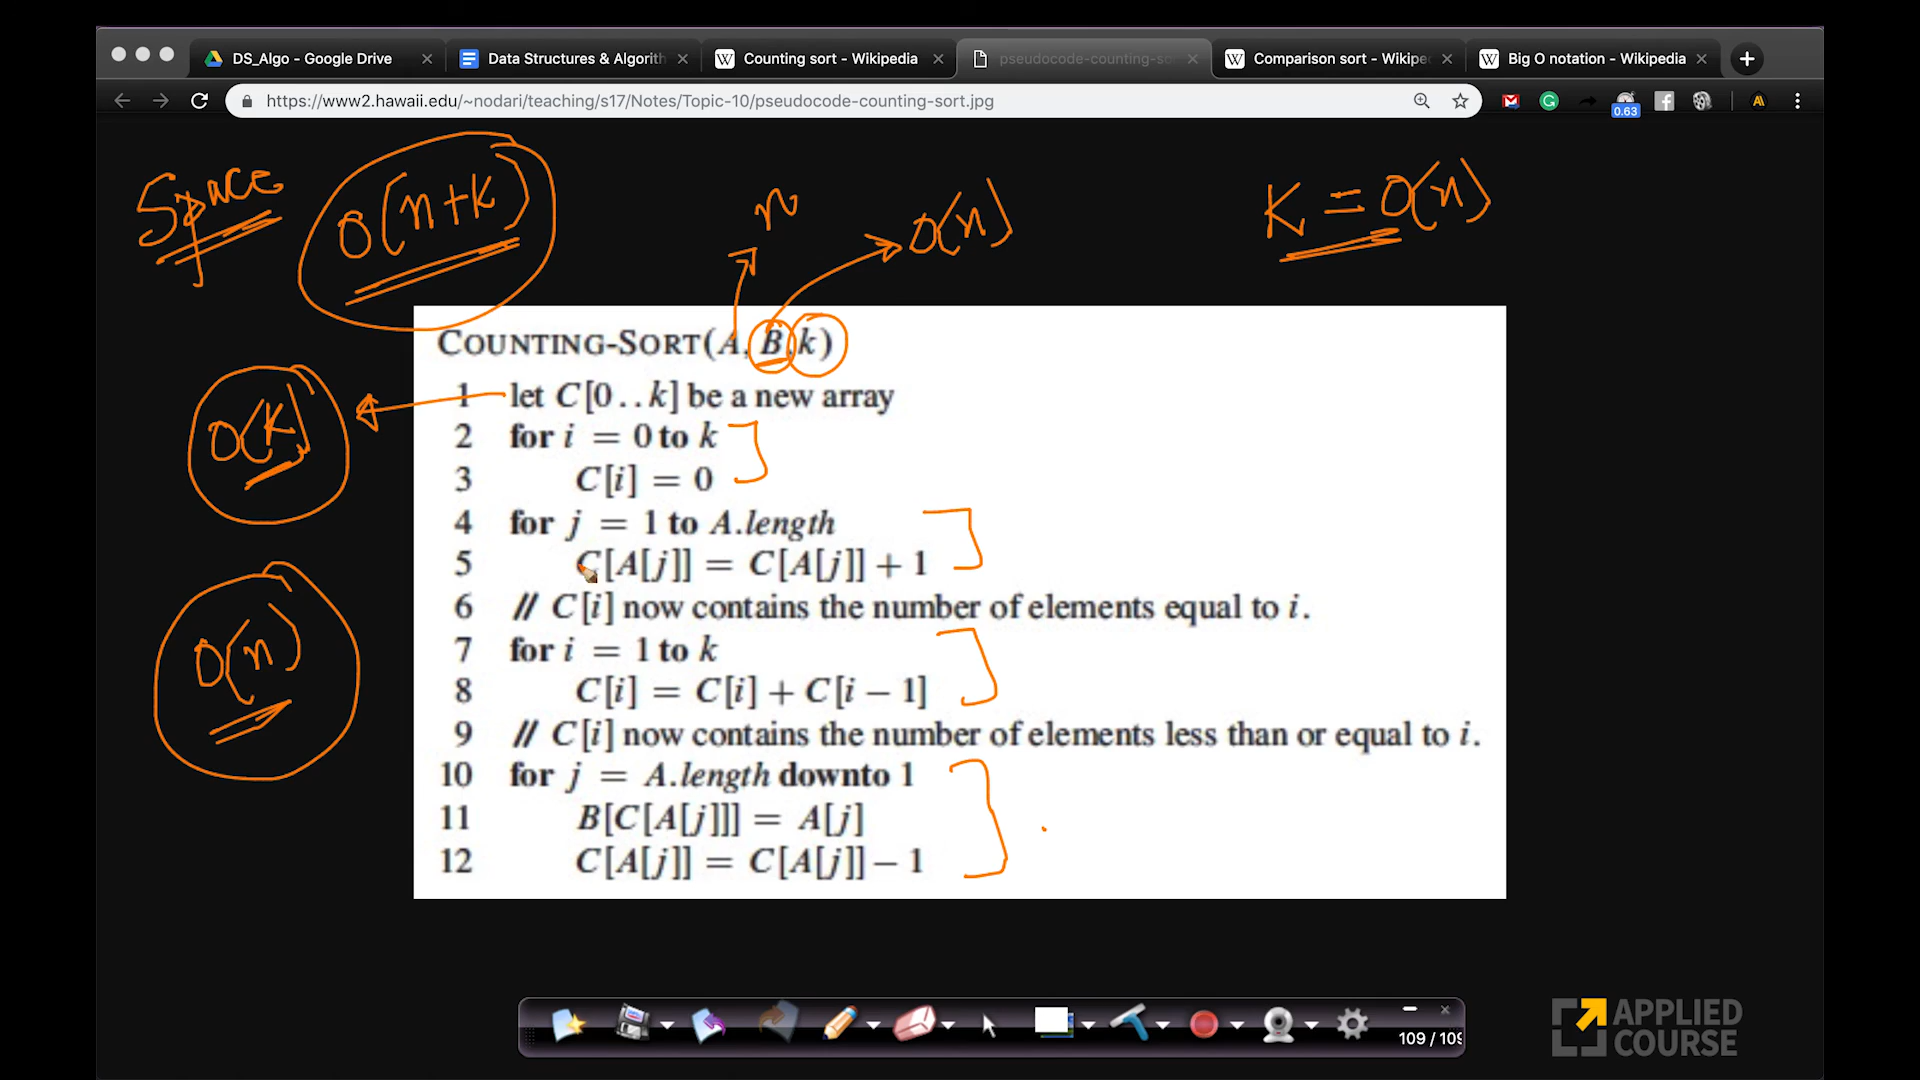 DS_Algo - Google Drive
Data Structures & Algorith
Counting sort - Wikipedia
pseudocode-counting-so
Comparison sort - Wikipe
Big O notation - Wikipedia
https://www2.hawaii.edu/~nodari/teaching/s17/Notes/Topic-10/pseudocode-counting-sort.jpg
0.63
Space O(n+k)
n
O(n)
K = O(n)
COUNTING-SORT(A, B, k)
1 let C[0 . . k] be a new array
2 for i = 0 to k
3 C[i] = 0
4 for j = 1 to A.length
5 C[A[j]] = C[A[j]] + 1
6 // C[i] now contains the number of elements equal to i.
7 for i = 1 to k
8 C[i] = C[i] + C[i − 1]
9 // C[i] now contains the number of elements less than or equal to i.
10 for j = A.length downto 1
11 B[C[A[j]]] = A[j]
12 C[A[j]] = C[A[j]] − 1
O(k)
O(n)
109 / 109
APPLIED
COURSE